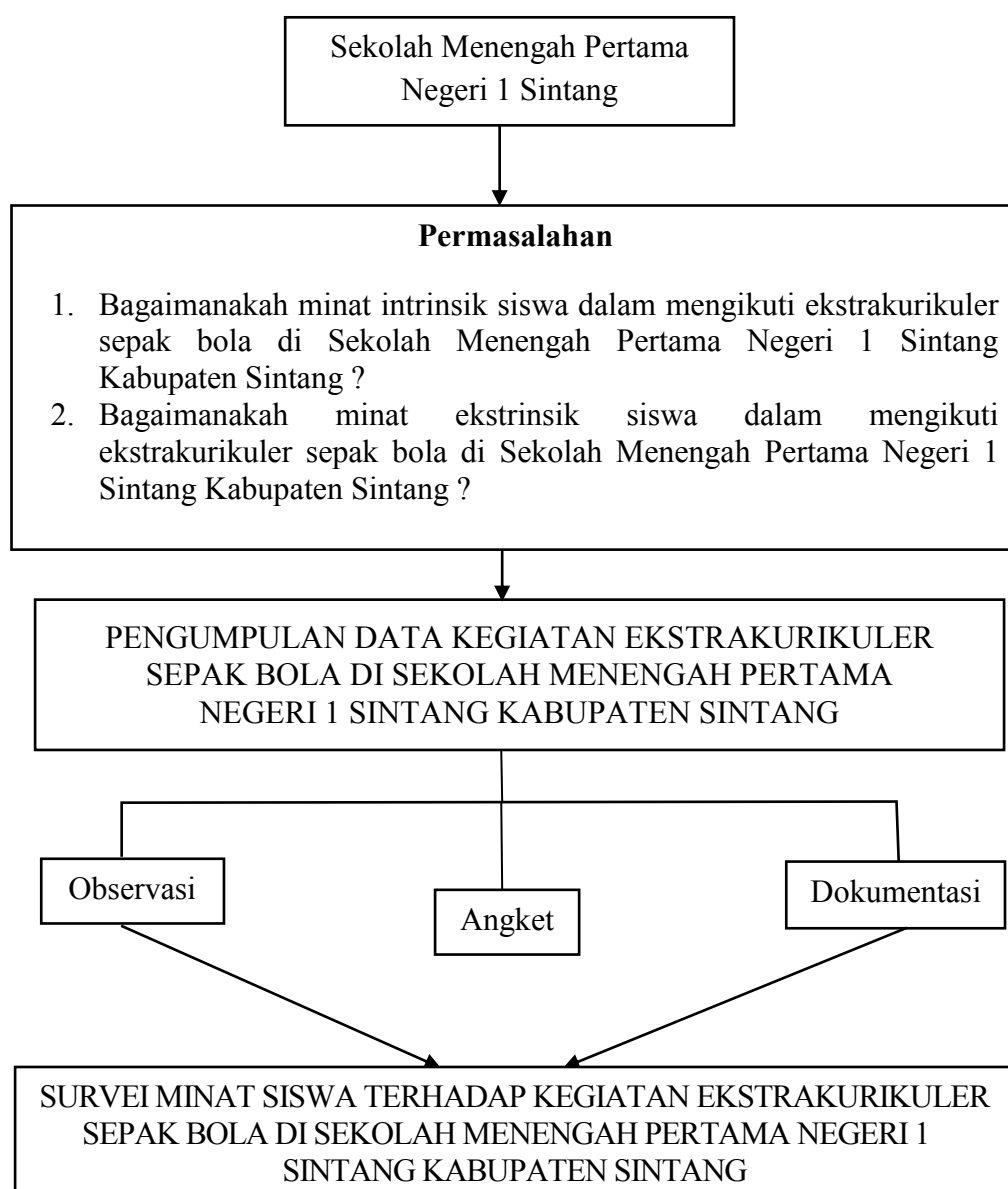 Sekolah Menengah Pertama
Negeri 1 Sintang
Permasalahan
1. Bagaimanakah minat intrinsik siswa dalam mengikuti ekstrakurikuler
sepak bola di Sekolah Menengah Pertama Negeri 1 Sintang
Kabupaten Sintang ?
2. Bagaimanakah minat ekstrinsik siswa dalam mengikuti
ekstrakurikuler sepak bola di Sekolah Menengah Pertama Negeri 1
Sintang Kabupaten Sintang ?
PENGUMPULAN DATA KEGIATAN EKSTRAKURIKULER
SEPAK BOLA DI SEKOLAH MENENGAH PERTAMA
NEGERI 1 SINTANG KABUPATEN SINTANG
Observasi
Angket
Dokumentasi
SURVEI MINAT SISWA TERHADAP KEGIATAN EKSTRAKURIKULER
SEPAK BOLA DI SEKOLAH MENENGAH PERTAMA NEGERI 1
SINTANG KABUPATEN SINTANG